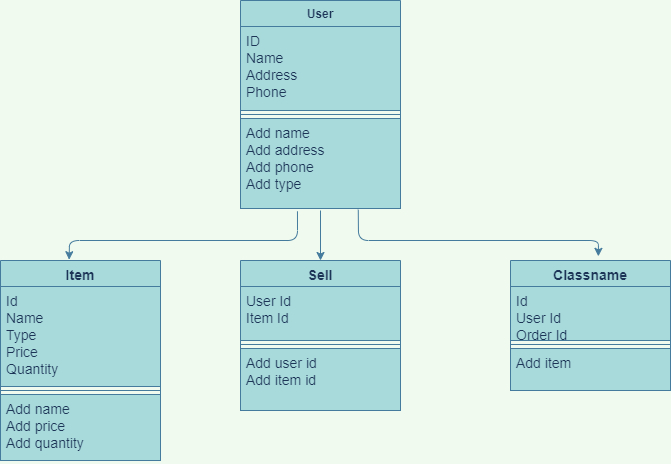 User
ID
Name
Address
Phone
Add name
Add address
Add phone
Add type
Item
Id
Name
Type
Price
Quantity
Add name
Add price
Add quantity
Sell
User Id
Item Id
Add user id
Add item id
Classname
Id
User Id
Order Id
Add item